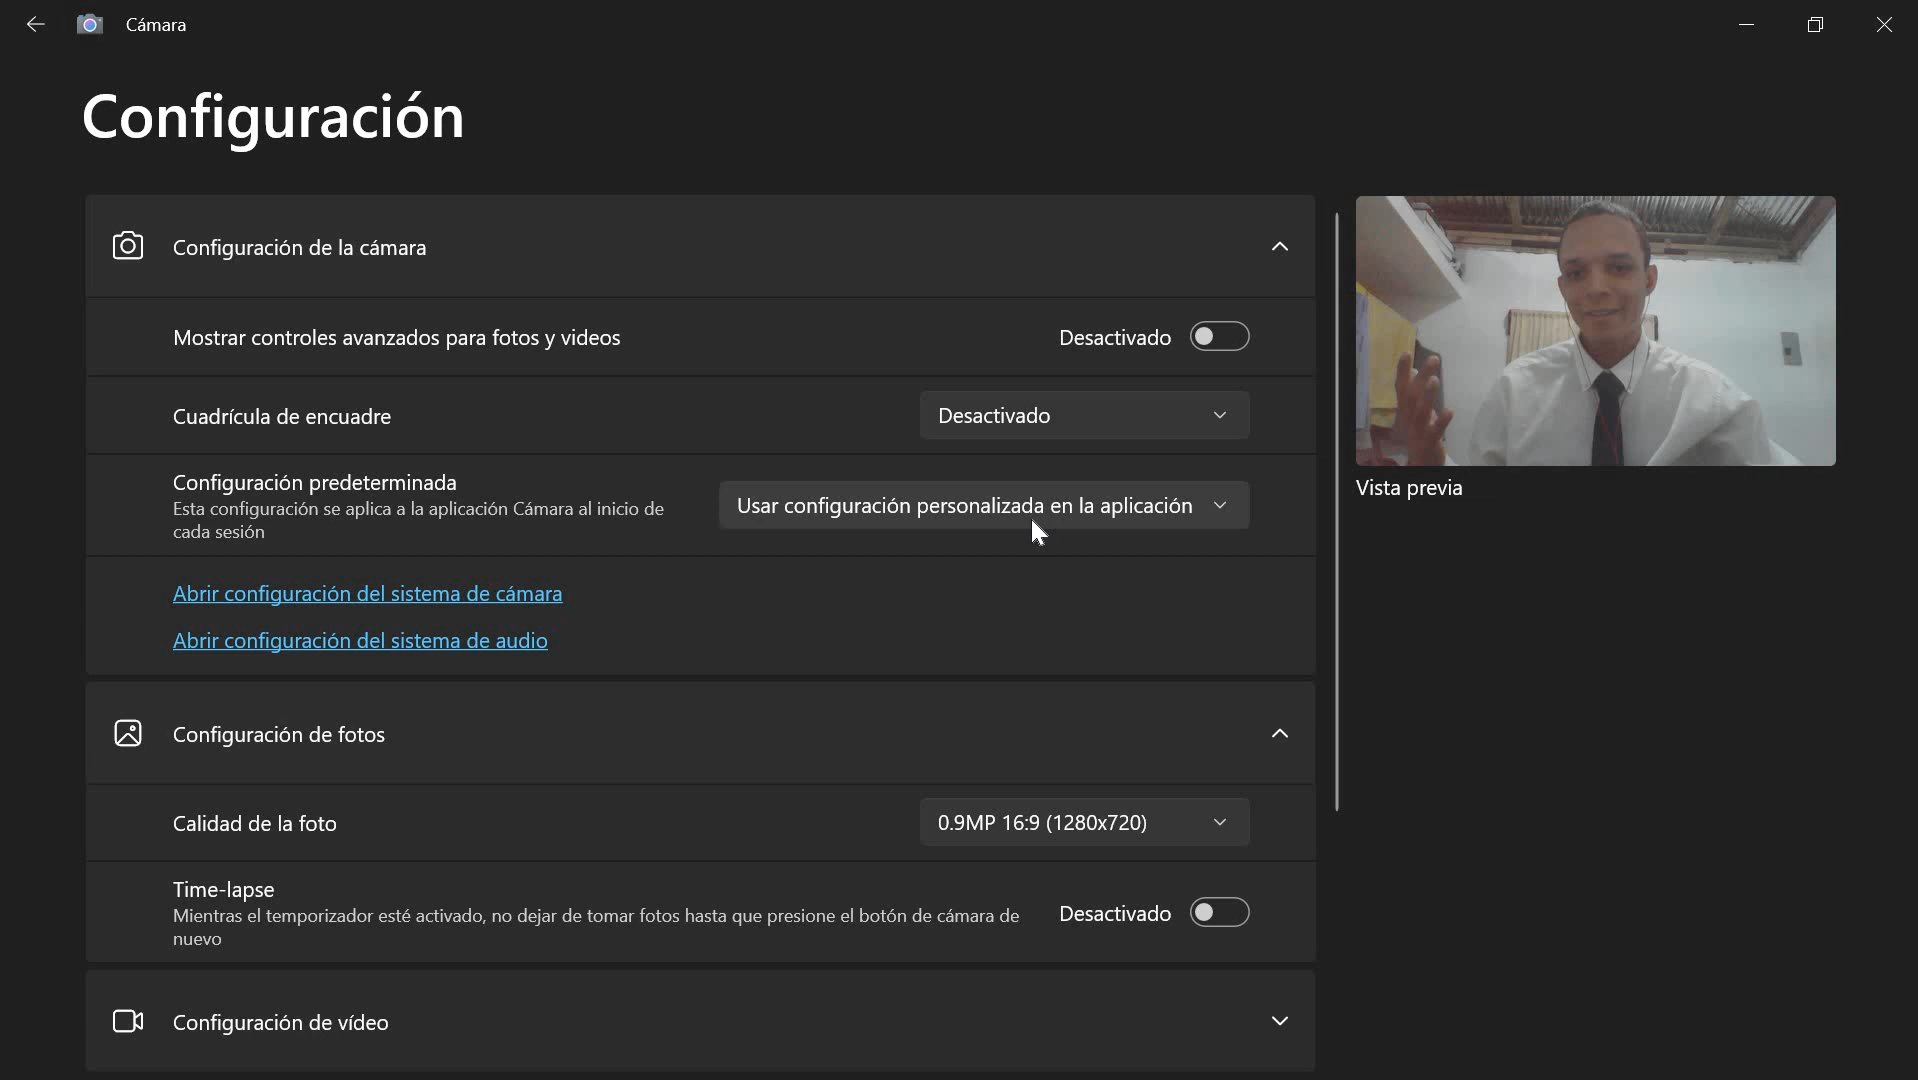 Cámara
Configuración
Configuración de la cámara
Mostrar controles avanzados para fotos y videos
Desactivado
Cuadrícula de encuadre
Desactivado
Configuración predeterminada
Esta configuración se aplica a la aplicación Cámara al inicio de
cada sesión
Usar configuración personalizada en la aplicación
Abrir configuración del sistema de cámara
Abrir configuración del sistema de audio
Configuración de fotos
Calidad de la foto
0.9MP 16:9 (1280x720)
Time-lapse
Mientras el temporizador esté activado, no dejar de tomar fotos hasta que presione el botón de cámara de
nuevo
Desactivado
Configuración de vídeo
Vista previa